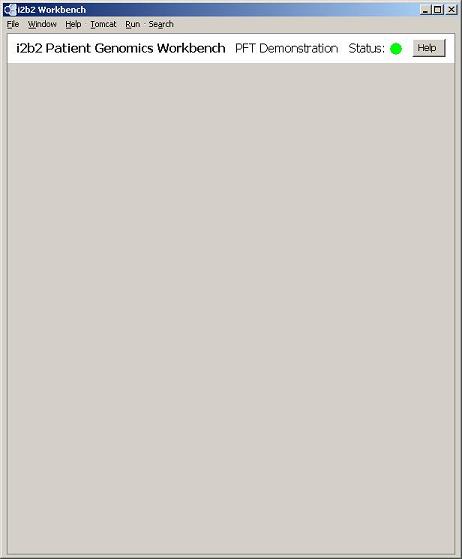 i2b2 Workbench
File Window Help Tomcat Run Search
i2b2 Patient Genomics Workbench PFT Demonstration Status: Help